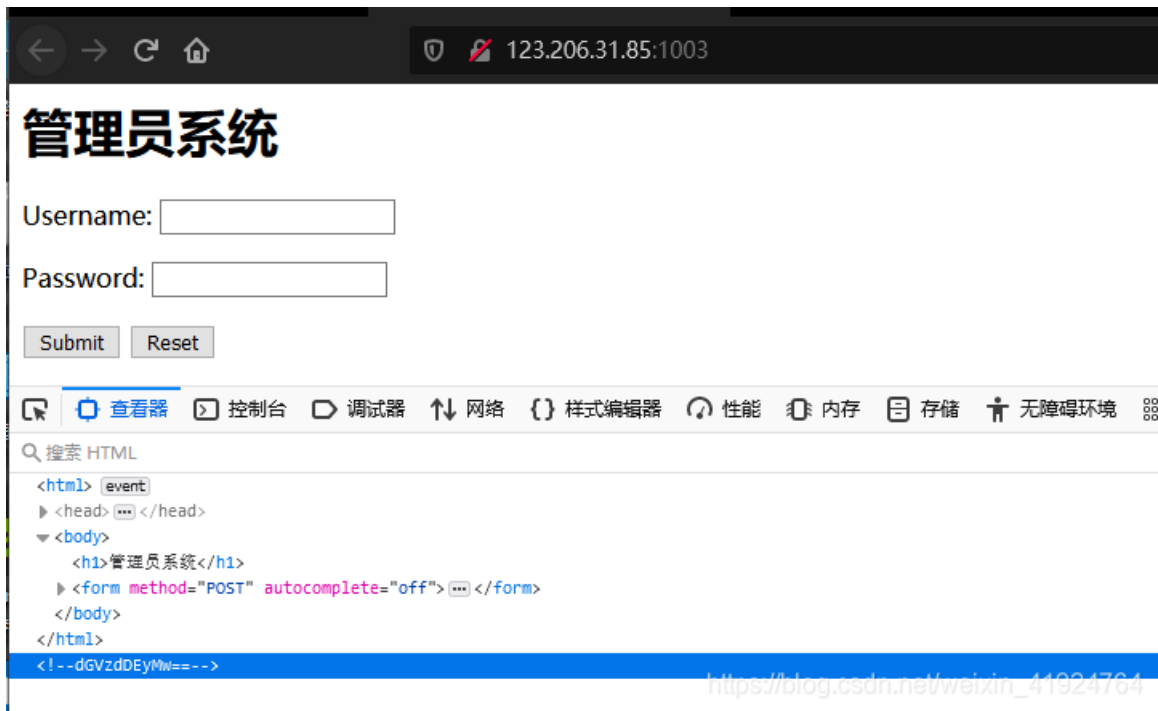 123.206.31.85:1003
管理员系统
Username:
Password:
Submit Reset
查看器 控制台 调试器 网络 {} 样式编辑器 性能 内存 存储 无障碍环境
搜索 HTML
<html> event
<head> ... </head>
<body>
<h1>管理员系统</h1>
<form method="POST" autocomplete="off"> ... </form>
</body>
</html>
<!--dGVzdDEyMw==-->
https://blog.csdn.net/weixin_41924764